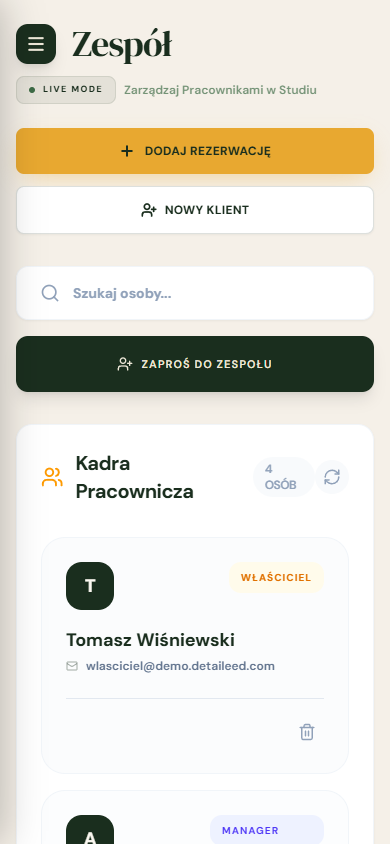 Zespół
LIVE MODE
Zarządzaj Pracownikami w Studiu
DODAJ REZERWACJĘ
NOWY KLIENT
Szukaj osoby...
ZAPROŚ DO ZESPOŁU
Kadra
Pracownicza
4
OSÓB
T
WŁAŚCICIEL
Tomasz Wiśniewski
wlasciciel@demo.detaileed.com
A
MANAGER